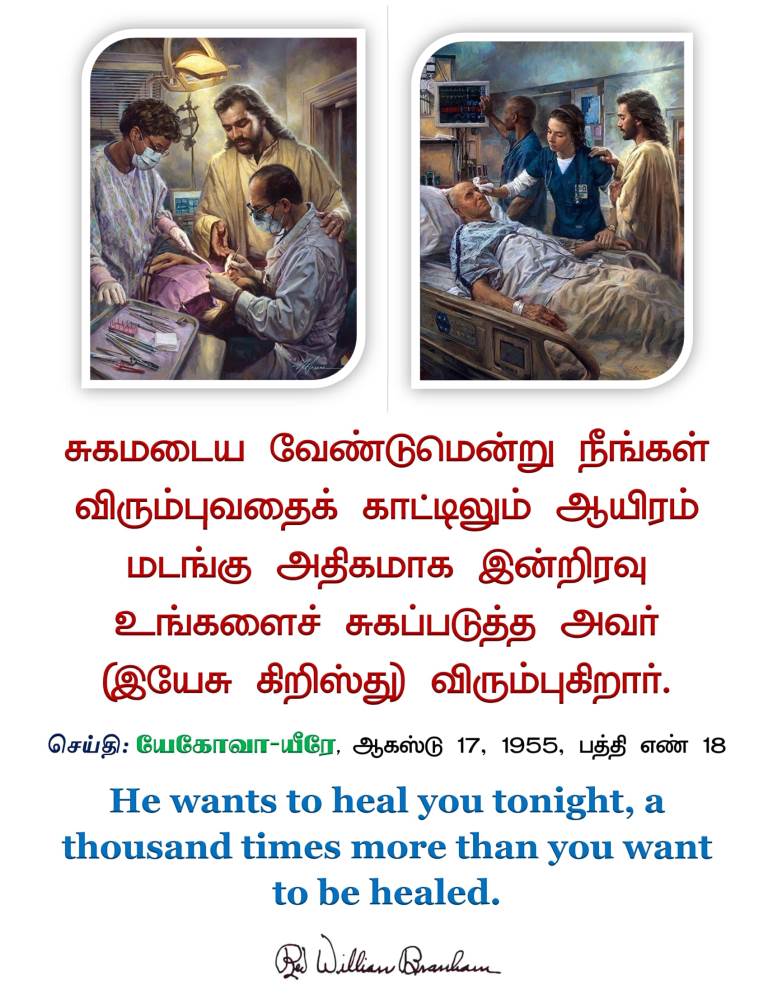 சுகமடைய வேண்டுமென்று நீங்கள்
விரும்புவதைக் காட்டிலும் ஆயிரம்
மடங்கு அதிகமாக இன்றிரவு
உங்களைச் சுகப்படுத்த அவர்
(இயேசு கிறிஸ்து) விரும்புகிறார்.
செய்தி: யேகோவா-யீரே, ஆகஸ்டு 17, 1955, பத்தி எண் 18
He wants to heal you tonight, a
thousand times more than you want
to be healed.
William Branham